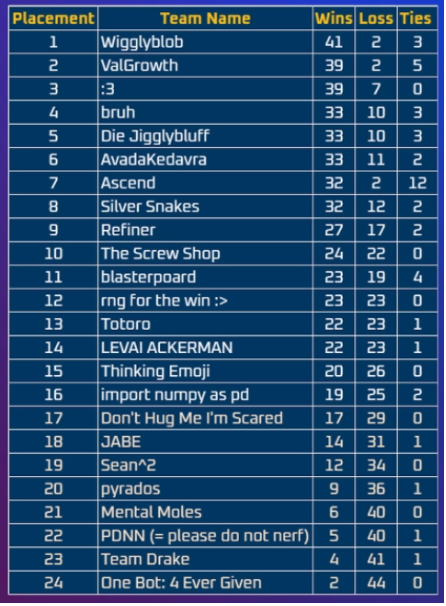 Placement Team Name Wins Loss Ties
1 Wigglyblob 41 2 3
2 ValGrowth 39 2 5
3 :3 39 7 0
4 bruh 33 10 3
5 Die Jigglybluff 33 10 3
6 AvadaKedavra 33 11 2
7 Ascend 32 2 12
8 Silver Snakes 32 12 2
9 Refiner 27 17 2
10 The Screw Shop 24 22 0
11 blasterpoard 23 19 4
12 rng for the win :> 23 23 0
13 Totoro 22 23 1
14 LEVAI ACKERMAN 22 23 1
15 Thinking Emoji 20 26 0
16 import numpy as pd 19 25 2
17 Don't Hug Me I'm Scared 17 29 0
18 JABE 14 31 1
19 Sean^2 12 34 0
20 pyrados 9 36 1
21 Mental Moles 6 40 0
22 PDNN (= please do not nerf) 5 40 1
23 Team Drake 4 41 1
24 One Bot: 4 Ever Given 2 44 0